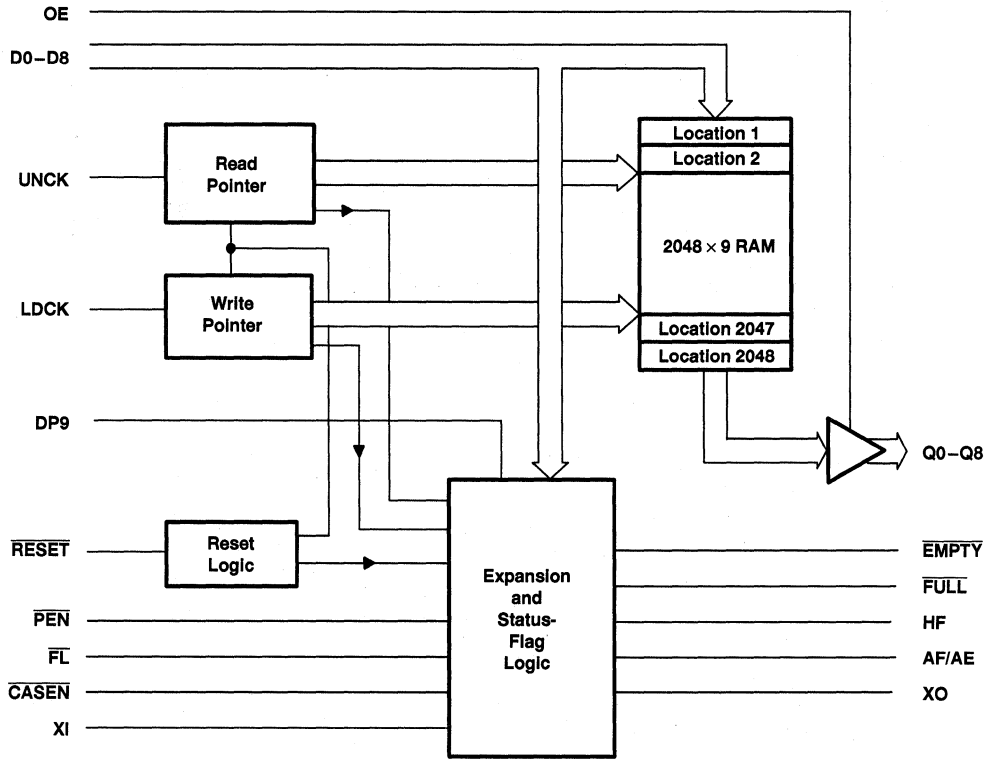 OE
D0–D8
Location 1
Location 2
Read
Pointer
UNCK
2048 × 9 RAM
LDCK
Write
Pointer
Location 2047
Location 2048
DP9
Q0–Q8
RESET
Reset
Logic
EMPTY
Expansion
and
Status-
Flag
Logic
FULL
PEN
HF
FL
AF/AE
CASEN
XO
XI